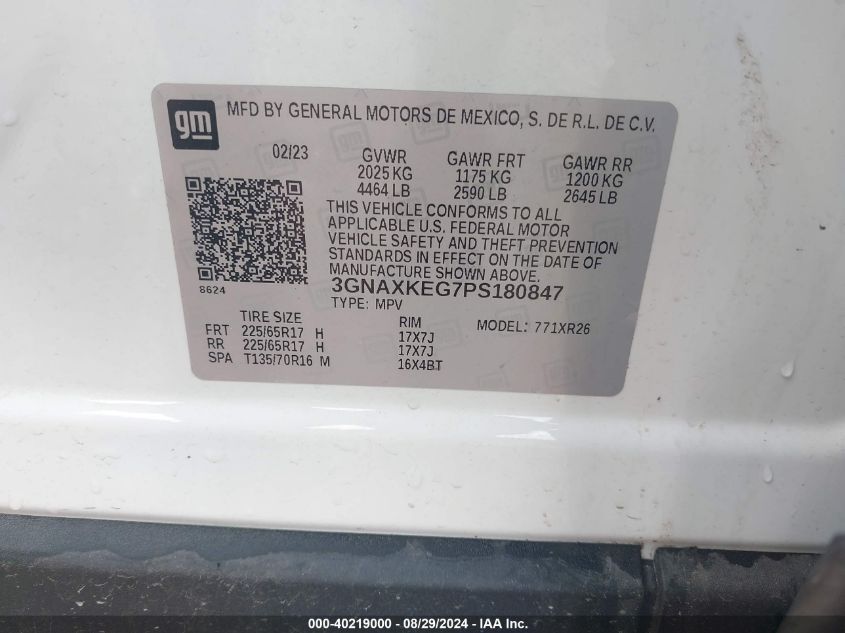 gm
MFD BY GENERAL MOTORS DE MEXICO, S. DE R.L. DE C.V.
02/23 GVWR GAWR FRT GAWR RR
2025 KG 1175 KG 1200 KG
4464 LB 2590 LB 2645 LB
THIS VEHICLE CONFORMS TO ALL
APPLICABLE U.S. FEDERAL MOTOR
VEHICLE SAFETY AND THEFT PREVENTION
STANDARDS IN EFFECT ON THE DATE OF
MANUFACTURE SHOWN ABOVE.
8624 3GNAXKEG7PS180847
TYPE: MPV
TIRE SIZE RIM MODEL: 771XR26
FRT 225/65R17 H 17X7J
RR 225/65R17 H 17X7J
SPA T135/70R16 M 16X4BT
000-40219000 - 08/29/2024 - IAA, Inc.